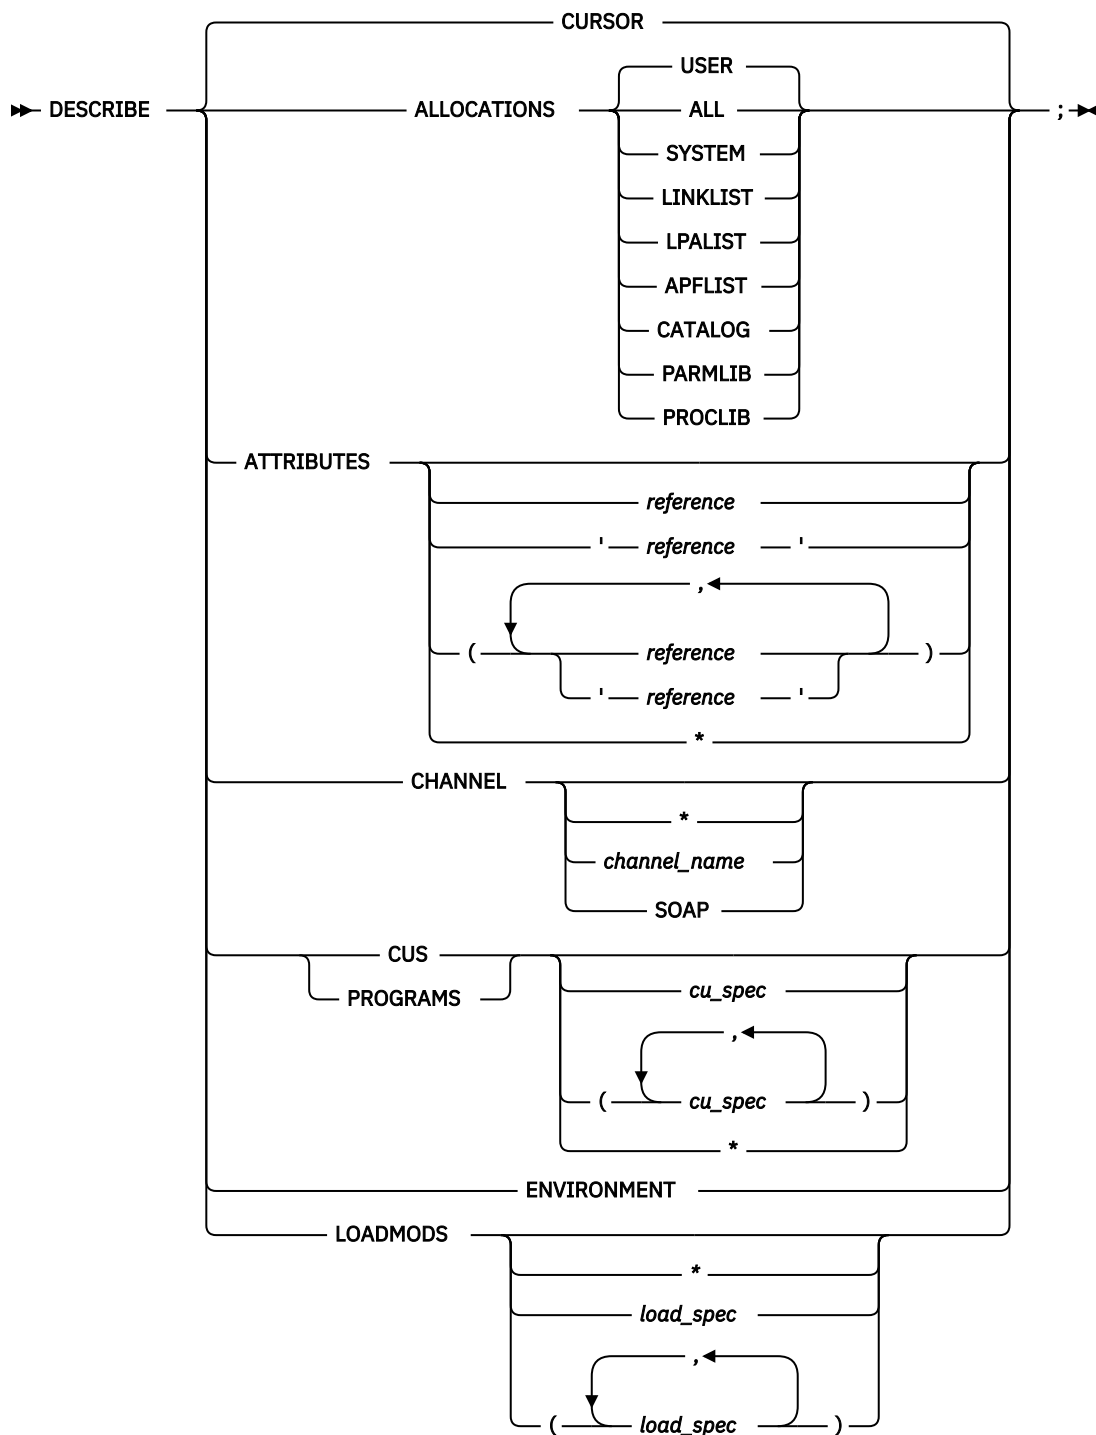 CURSOR
USER
DESCRIBE ALLOCATIONS ALL ;
SYSTEM
LINKLIST
LPALIST
APFLIST
CATALOG
PARMLIB
PROCLIB
ATTRIBUTES
reference
' reference '
,
( reference )
' reference '
*
CHANNEL
*
channel_name
SOAP
CUS
PROGRAMS
cu_spec
,
( cu_spec )
*
ENVIRONMENT
LOADMODS
*
load_spec
,
( load_spec )